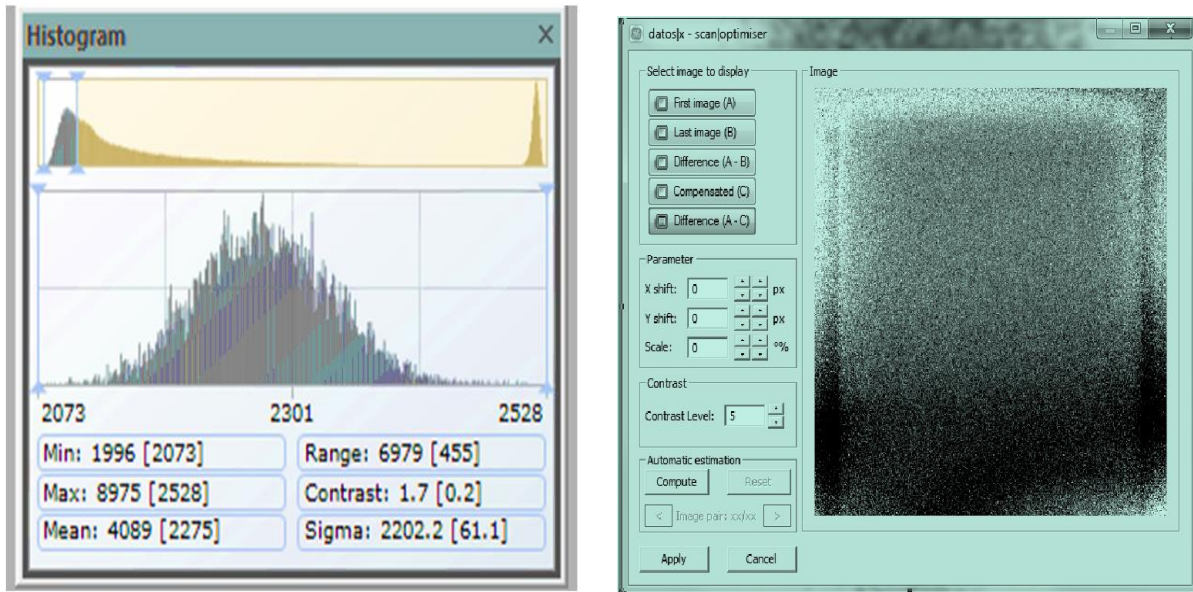 Histogram X
2073 2301 2528
Min: 1996 [2073] Range: 6979 [455]
Max: 8975 [2528] Contrast: 1.7 [0.2]
Mean: 4089 [2275] Sigma: 2202.2 [61.1]
datos|x - scan|optimiser
Select image to display
First image (A)
Last image (B)
Difference (A - B)
Compensated (C)
Difference (A - C)
Parameter
X shift: 0 px
Y shift: 0 px
Scale: 0 °%
Contrast
Contrast Level: 5
Automatic estimation
Compute Reset
< Image pair: xx/xx >
Apply Cancel
Image